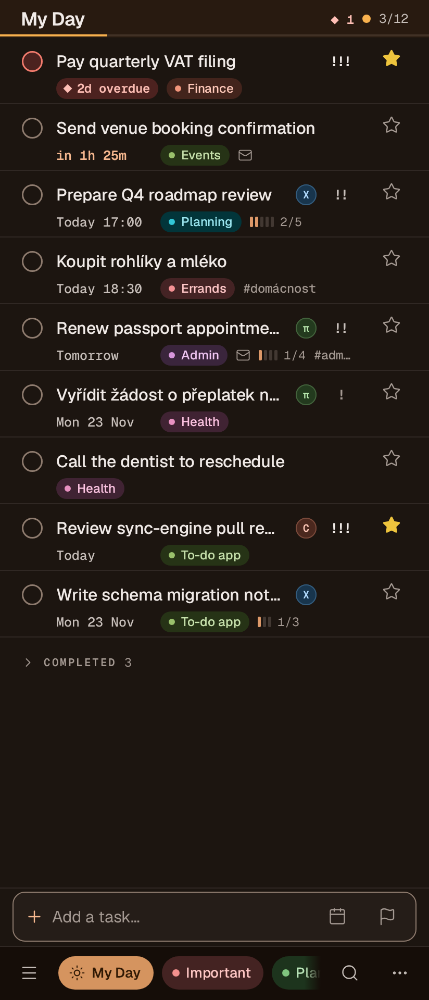 My Day
1 3/12
Pay quarterly VAT filing !!!
2d overdue Finance
Send venue booking confirmation
in 1h 25m Events
Prepare Q4 roadmap review X !!
Today 17:00 Planning 2/5
Koupit rohlíky a mléko
Today 18:30 Errands #domácnost
Renew passport appointme… π !!
Tomorrow Admin 1/4 #adm…
Vyřídit žádost o přeplatek n… π !
Mon 23 Nov Health
Call the dentist to reschedule
Health
Review sync-engine pull re… C !!!
Today To-do app
Write schema migration not… X
Mon 23 Nov To-do app 1/3
COMPLETED 3
Add a task…
My Day Important Pla